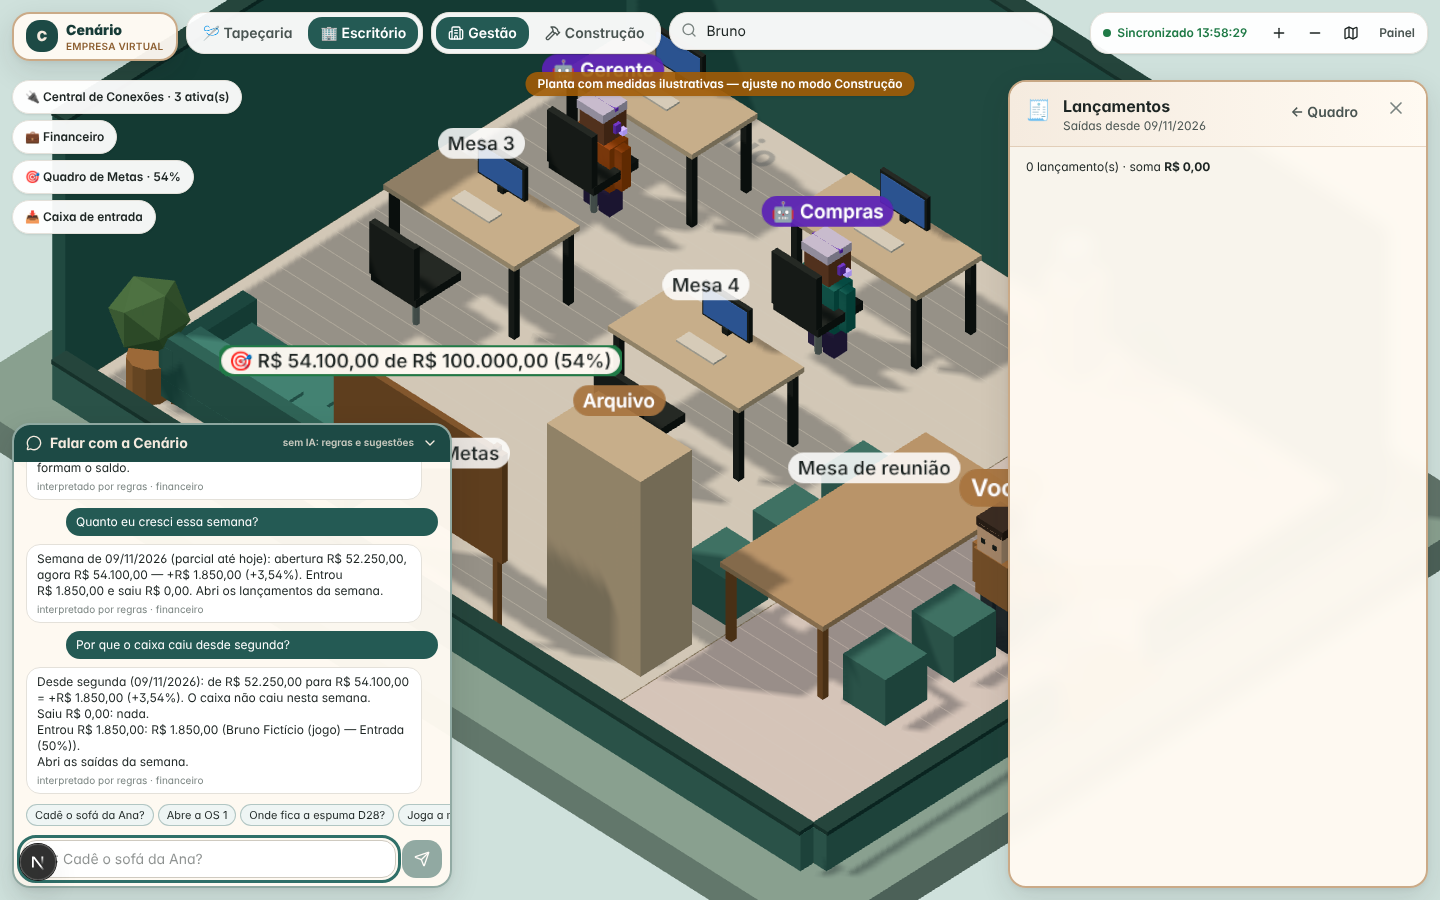 C
Cenário
EMPRESA VIRTUAL
🪡 Tapeçaria
🏢 Escritório
Gestão
Construção
Bruno
Sincronizado 13:58:29
Painel
🔌 Central de Conexões · 3 ativa(s)
💼 Financeiro
🎯 Quadro de Metas · 54%
📥 Caixa de entrada
🤖 Gerente
Planta com medidas ilustrativas — ajuste no modo Construção
Mesa 3
🤖 Compras
Mesa 4
🎯 R$ 54.100,00 de R$ 100.000,00 (54%)
Arquivo
Metas
Mesa de reunião
🧾 Lançamentos
Saídas desde 09/11/2026
← Quadro
0 lançamento(s) · soma R$ 0,00
Falar com a Cenário
sem IA: regras e sugestões
formam o saldo.
interpretado por regras · financeiro
Quanto eu cresci essa semana?
Semana de 09/11/2026 (parcial até hoje): abertura R$ 52.250,00,
agora R$ 54.100,00 — +R$ 1.850,00 (+3,54%). Entrou
R$ 1.850,00 e saiu R$ 0,00. Abri os lançamentos da semana.
interpretado por regras · financeiro
Por que o caixa caiu desde segunda?
Desde segunda (09/11/2026): de R$ 52.250,00 para R$ 54.100,00
= +R$ 1.850,00 (+3,54%). O caixa não caiu nesta semana.
Saiu R$ 0,00: nada.
Entrou R$ 1.850,00: R$ 1.850,00 (Bruno Fictício (jogo) — Entrada
(50%)).
Abri as saídas da semana.
interpretado por regras · financeiro
Cadê o sofá da Ana?
Abre a OS 1
Onde fica a espuma D28?
Joga a
N
Cadê o sofá da Ana?